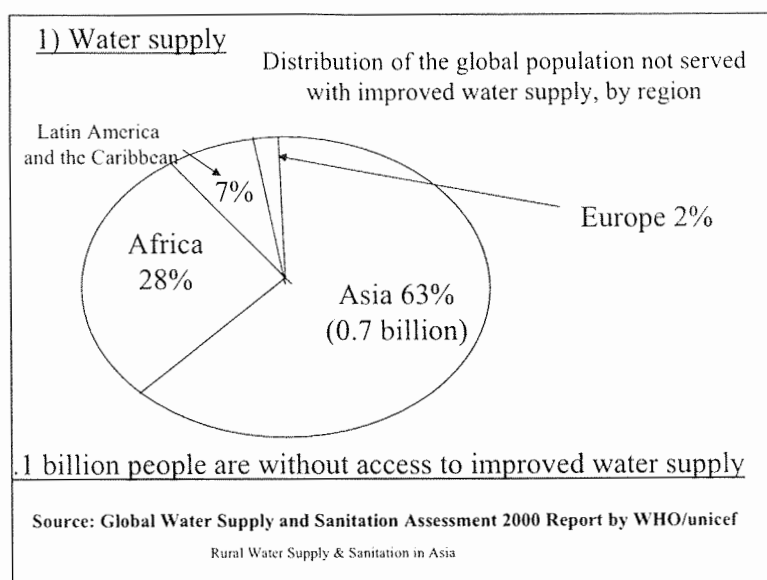 1) Water supply
Distribution of the global population not served
with improved water supply, by region
Latin America
and the Caribbean
7%
Europe 2%
Africa
28%
Asia 63%
(0.7 billion)
.1 billion people are without access to improved water supply
Source: Global Water Supply and Sanitation Assessment 2000 Report by WHO/unicef
Rural Water Supply & Sanitation in Asia